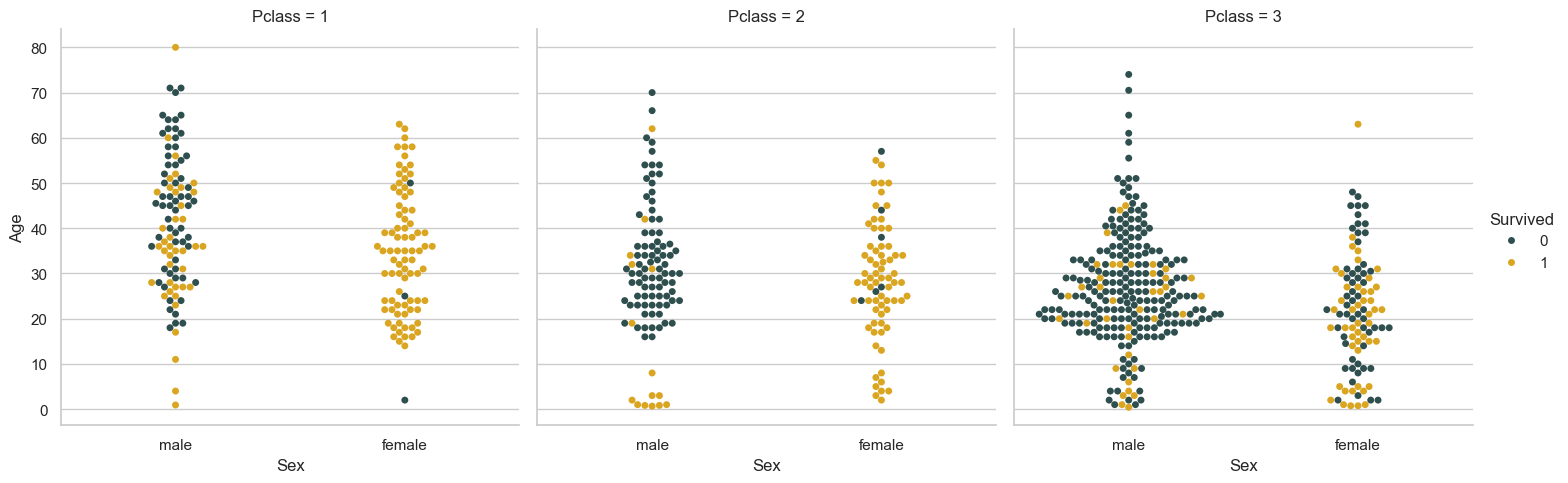 Pclass = 1
Pclass = 2
Pclass = 3
80
70
60
50
40
30
20
10
0
Age
male
female
male
female
male
female
Sex
Sex
Sex
Survived
0
1